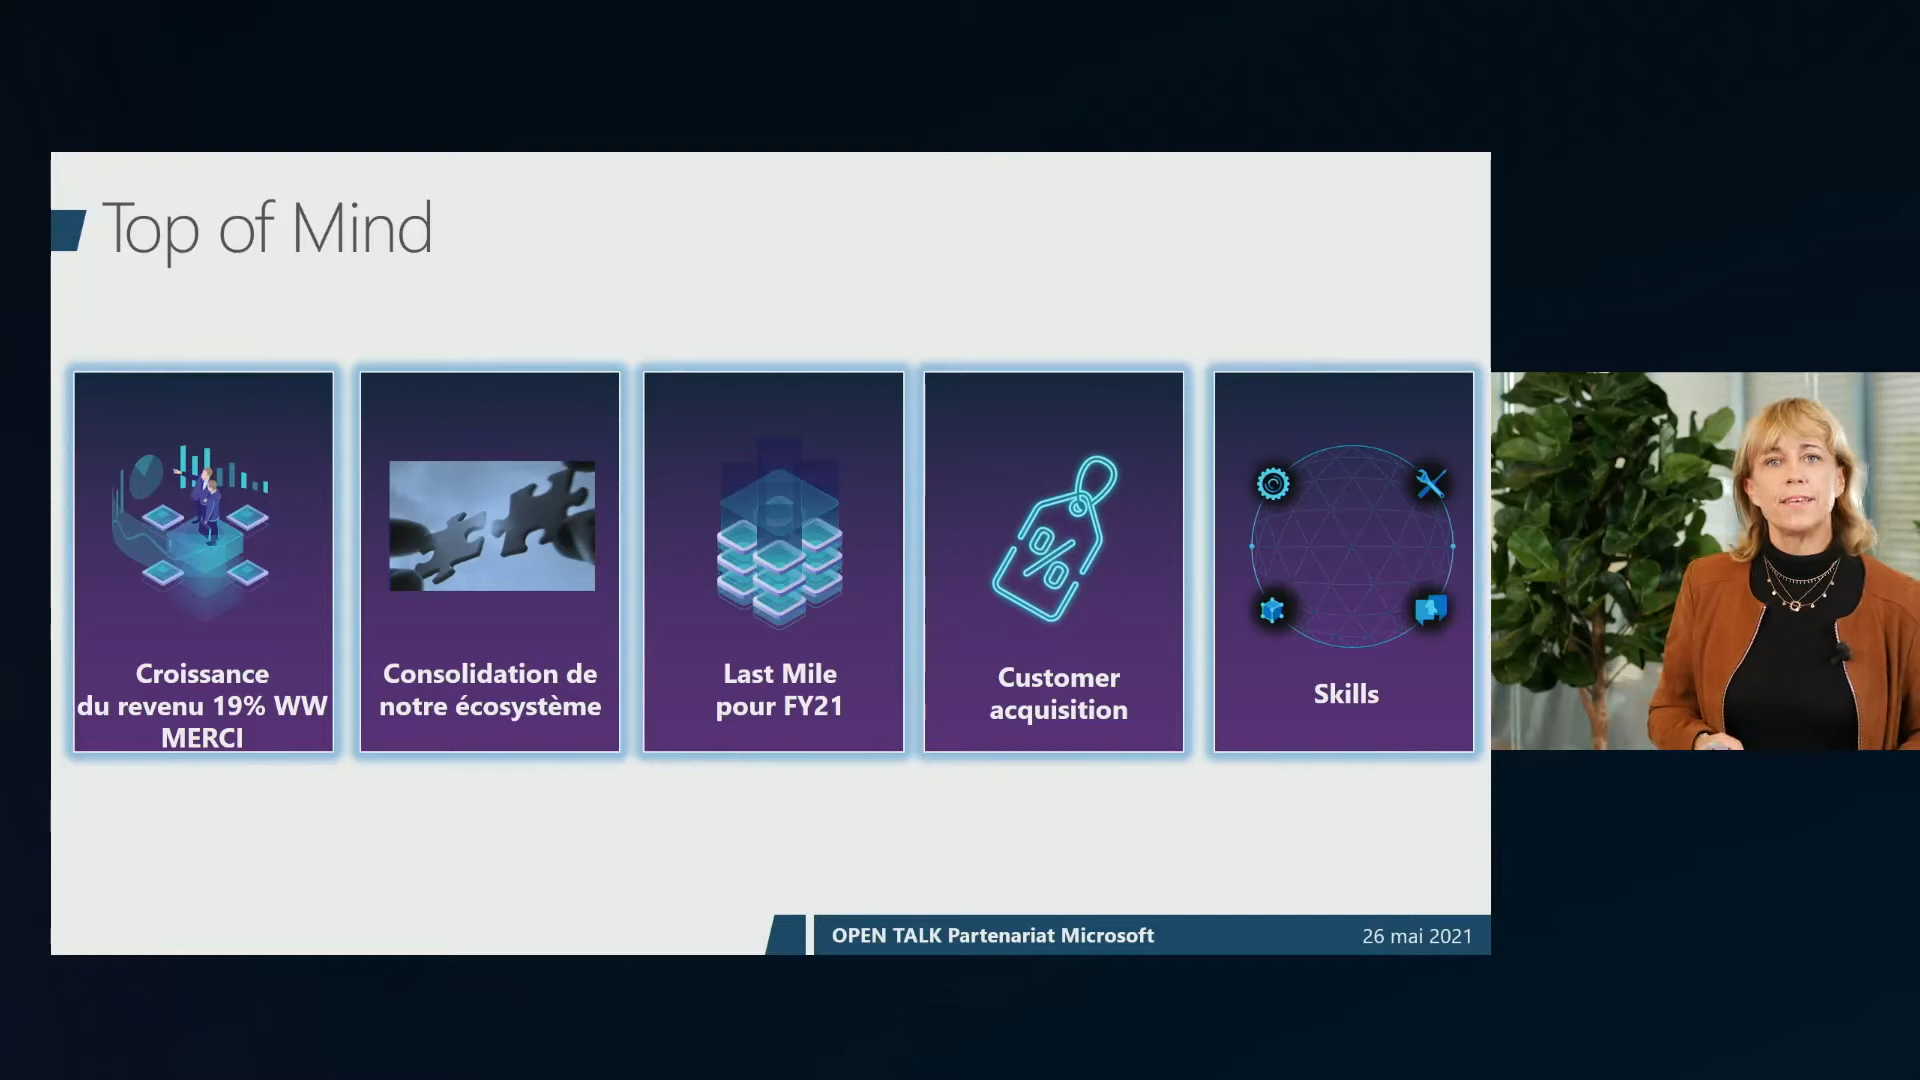 Top of Mind
Croissance
du revenu 19% WW
MERCI
Consolidation de
notre écosystème
Last Mile
pour FY21
%
Customer
acquisition
Skills
OPEN TALK Partenariat Microsoft
26 mai 2021